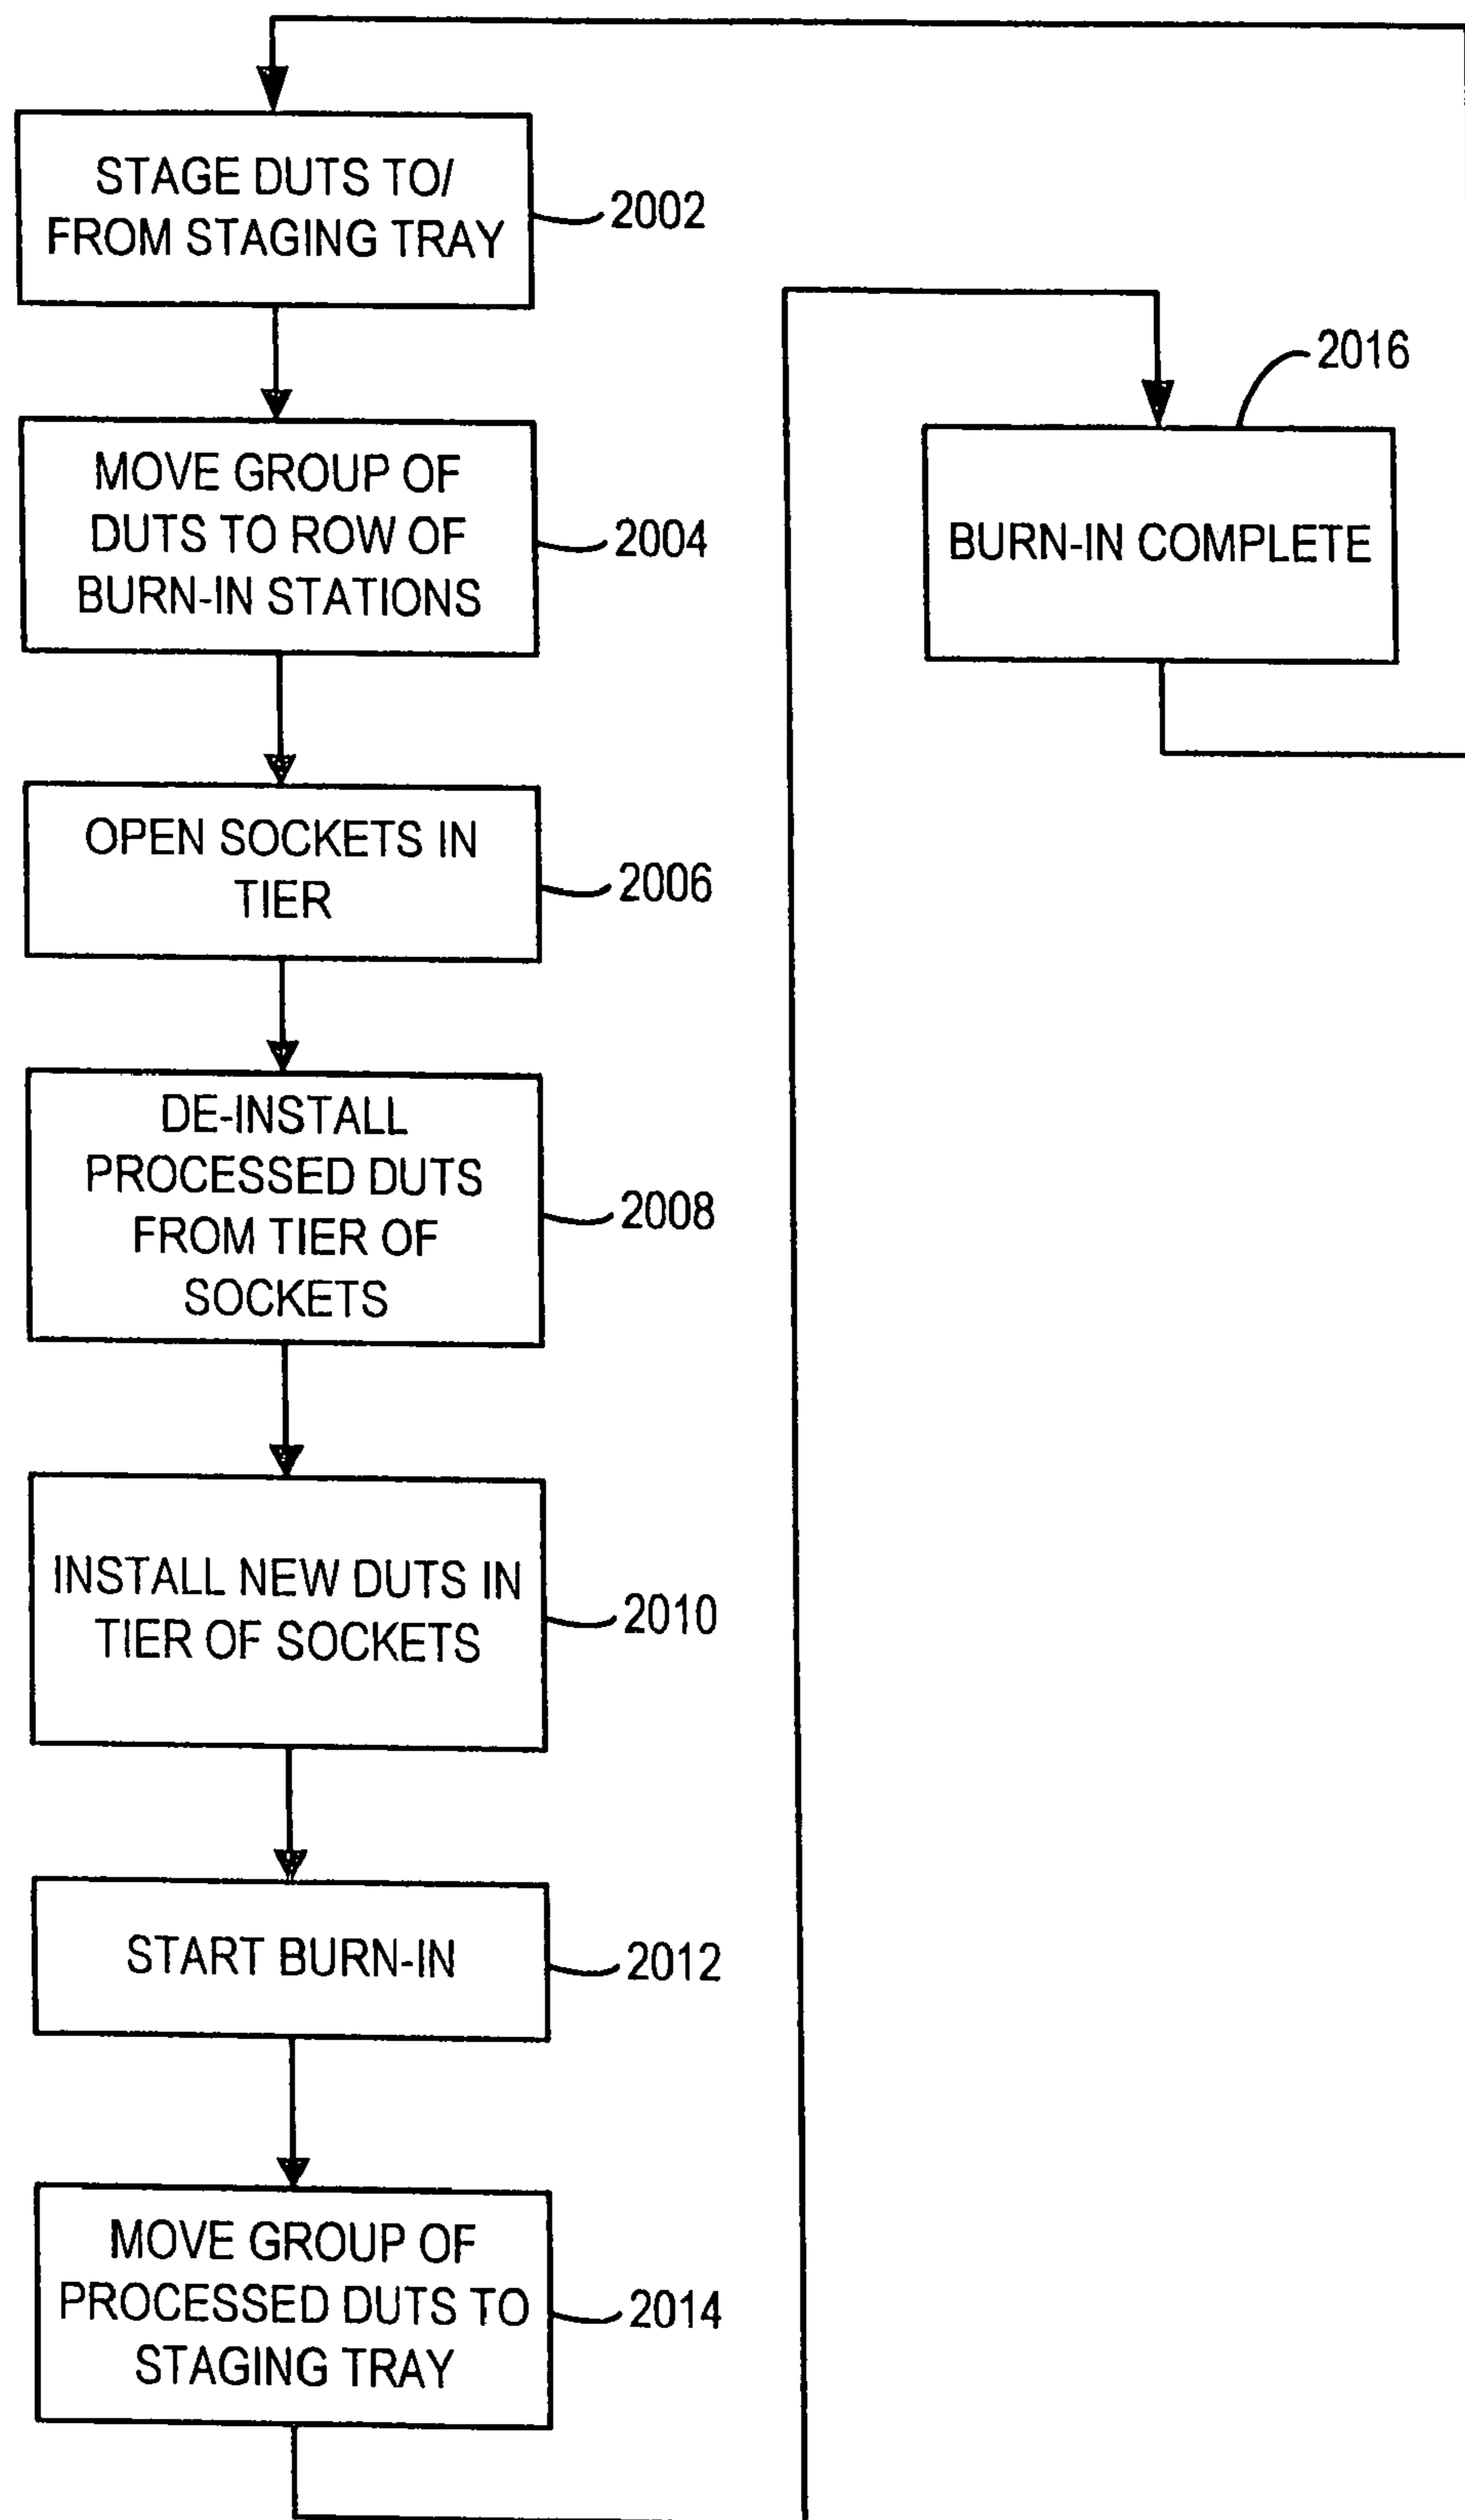 STAGE DUTS TO/
FROM STAGING TRAY
2002
MOVE GROUP OF
DUTS TO ROW OF
BURN-IN STATIONS
2004
OPEN SOCKETS IN
TIER
2006
DE-INSTALL
PROCESSED DUTS
FROM TIER OF
SOCKETS
2008
INSTALL NEW DUTS IN
TIER OF SOCKETS
2010
START BURN-IN
2012
MOVE GROUP OF
PROCESSED DUTS TO
STAGING TRAY
2014
2016
BURN-IN COMPLETE